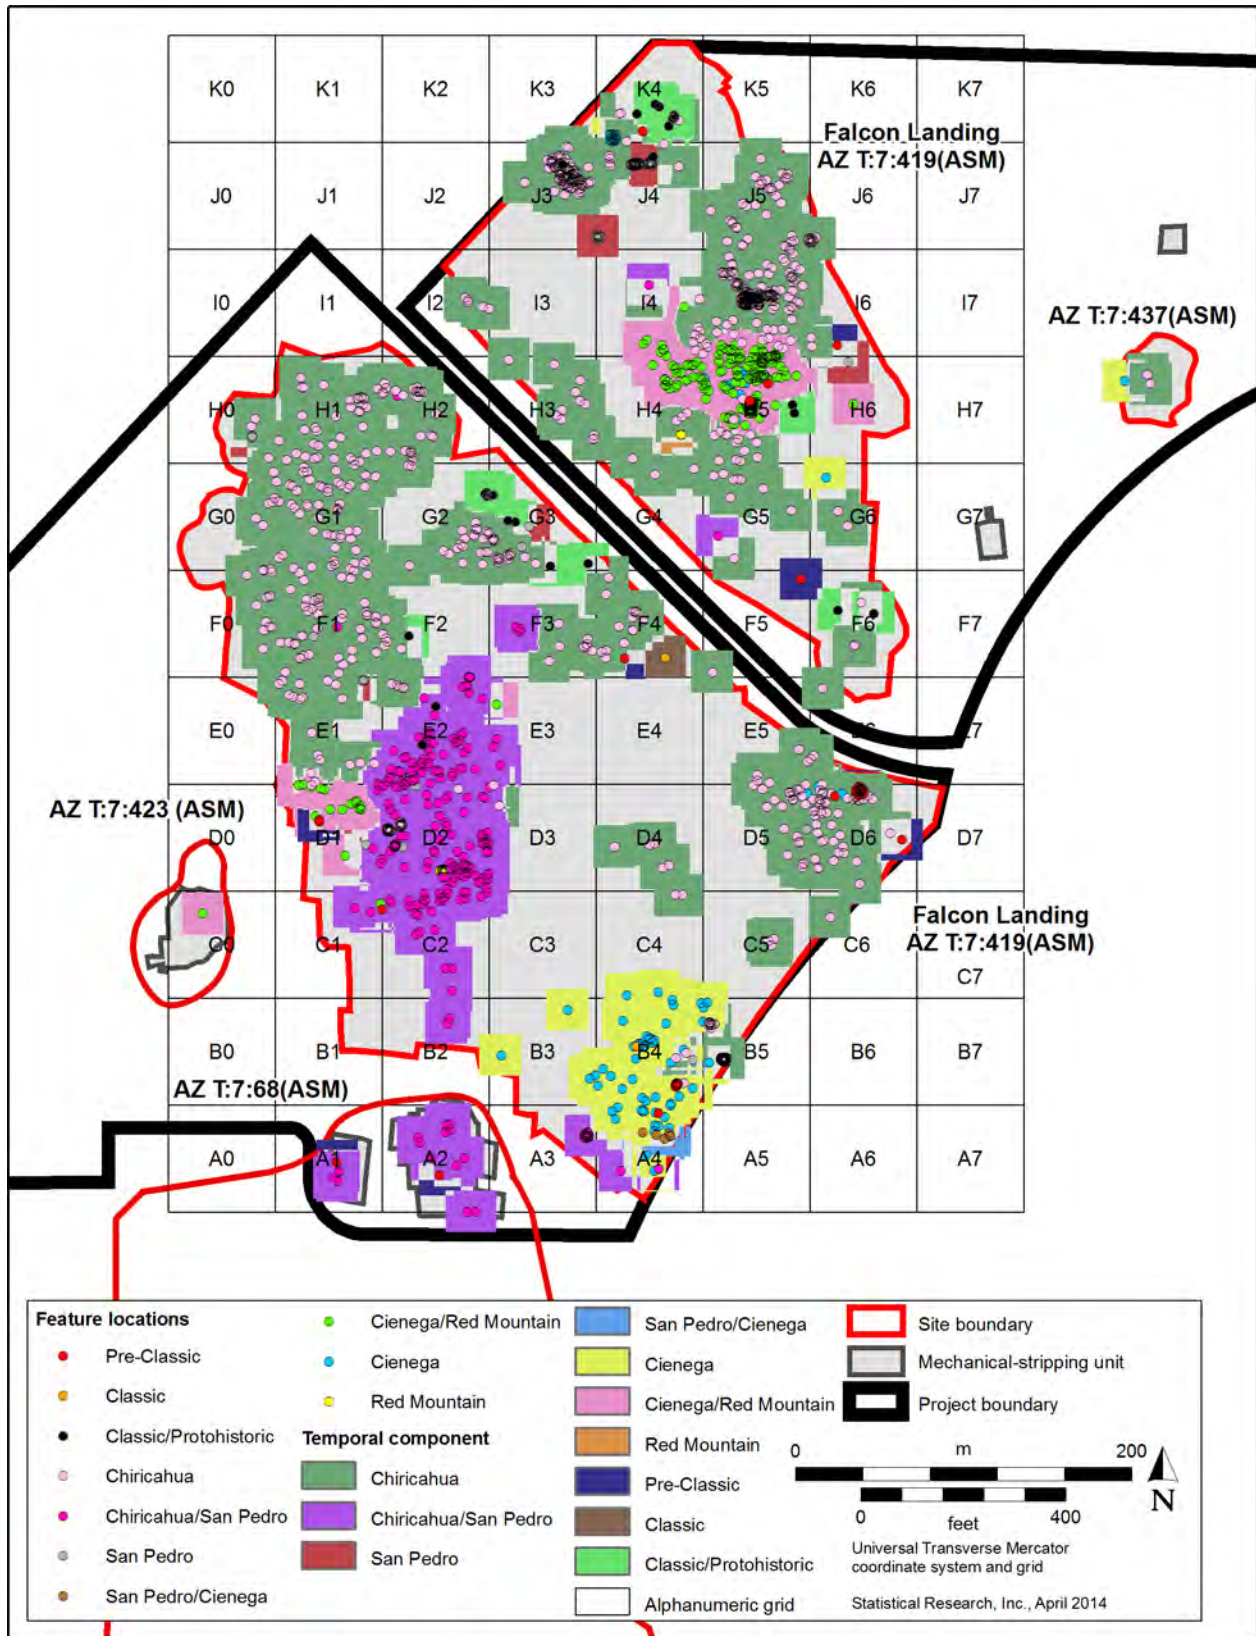 K0 K1 K2 K3 K4 K5 K6 K7
Falcon Landing
AZ T:7:419(ASM)
J0 J1 J2 J3 J4 J5 J6 J7
I0 I1 I2 I3 I4 I6 I7
AZ T:7:437(ASM)
H0 H1 H2 H3 H4 H5 H6 H7
G0 G1 G2 G3 G4 G5 G6 G7
F0 F1 F2 F3 F4 F5 F6 F7
E0 E1 E2 E3 E4 E5 E6 E7
AZ T:7:423 (ASM)
D0 D1 D2 D3 D4 D5 D6 D7
Falcon Landing
AZ T:7:419(ASM)
C0 C1 C2 C3 C4 C5 C6 C7
B0 B1 B2 B3 B4 B5 B6 B7
AZ T:7:68(ASM)
A0 A1 A2 A3 A4 A5 A6 A7
Feature locations
Pre-Classic
Classic
Classic/Protohistoric
Chiricahua
Chiricahua/San Pedro
San Pedro
San Pedro/Cienega
Cienega/Red Mountain
Cienega
Red Mountain
Temporal component
Chiricahua
Chiricahua/San Pedro
San Pedro
San Pedro/Cienega
Cienega
Cienega/Red Mountain
Red Mountain
Pre-Classic
Classic
Classic/Protohistoric
Alphanumeric grid
Site boundary
Mechanical-stripping unit
Project boundary
0 m 200
0 feet 400
N
Universal Transverse Mercator
coordinate system and grid
Statistical Research, Inc., April 2014